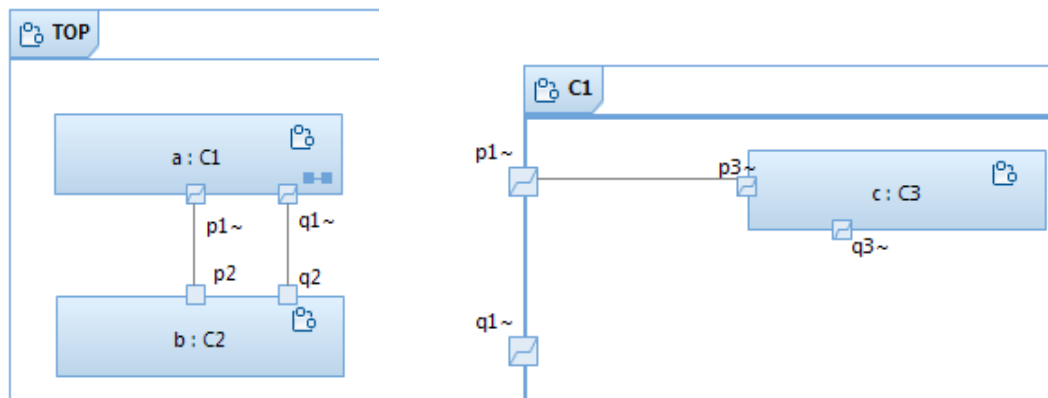 TOP
a : C1
p1~
q1~
p2
q2
b : C2
C1
p1~
p3~
c : C3
q3~
q1~